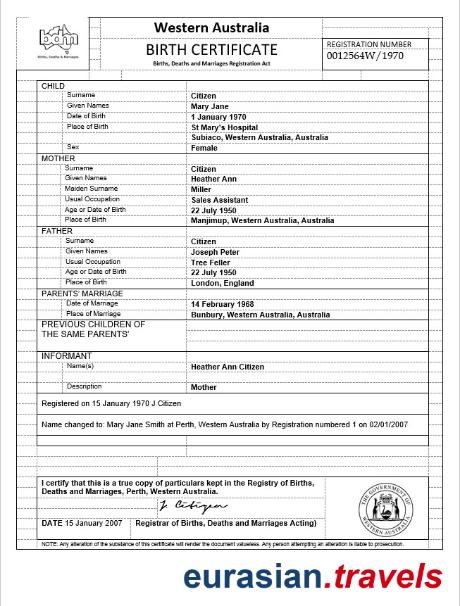 Western Australia
BIRTH CERTIFICATE
Births, Deaths and Marriages Registration Act
bdm
Births, Deaths & Marriages
REGISTRATION NUMBER
0012564W/1970
CHILD
Surname Citizen
Given Names Mary Jane
Date of Birth 1 January 1970
Place of Birth St Mary's Hospital
Subiaco, Western Australia, Australia
Sex Female
MOTHER
Surname Citizen
Given Names Heather Ann
Maiden Surname Miller
Usual Occupation Sales Assistant
Age or Date of Birth 22 July 1950
Place of Birth Manjimup, Western Australia, Australia
FATHER
Surname Citizen
Given Names Joseph Peter
Usual Occupation Tree Feller
Age or Date of Birth 22 July 1950
Place of Birth London, England
PARENTS' MARRIAGE
Date of Marriage 14 February 1968
Place of Marriage Bunbury, Western Australia, Australia
PREVIOUS CHILDREN OF
THE SAME PARENTS'
INFORMANT
Name(s) Heather Ann Citizen
Description Mother
Registered on 15 January 1970 J Citizen
Name changed to: Mary Jane Smith at Perth, Western Australia by Registration numbered 1 on 02/01/2007
I certify that this is a true copy of particulars kept in the Registry of Births,
Deaths and Marriages, Perth, Western Australia.
J Citizen
DATE 15 January 2007 Registrar of Births, Deaths and Marriages Acting)
THE GOVERNMENT OF
WESTERN AUSTRALIA
NOTE: Any alteration of the substance of this certificate will render the document valueless. Any person attempting an alteration is liable to prosecution.
eurasian.travels